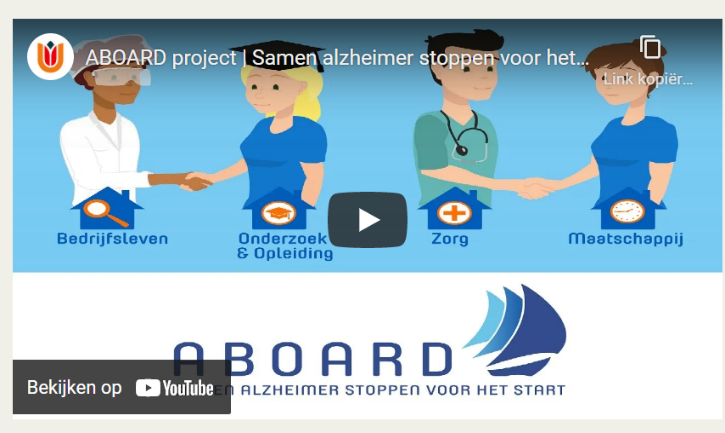 ABOARD project | Samen alzheimer stoppen voor het...
Link kopiër...
Bedrijfsleven
Onderzoek
& Opleiding
Zorg
Maatschappij
ABOARD
Bekijken op YouTube
EN ALZHEIMER STOPPEN VOOR HET START